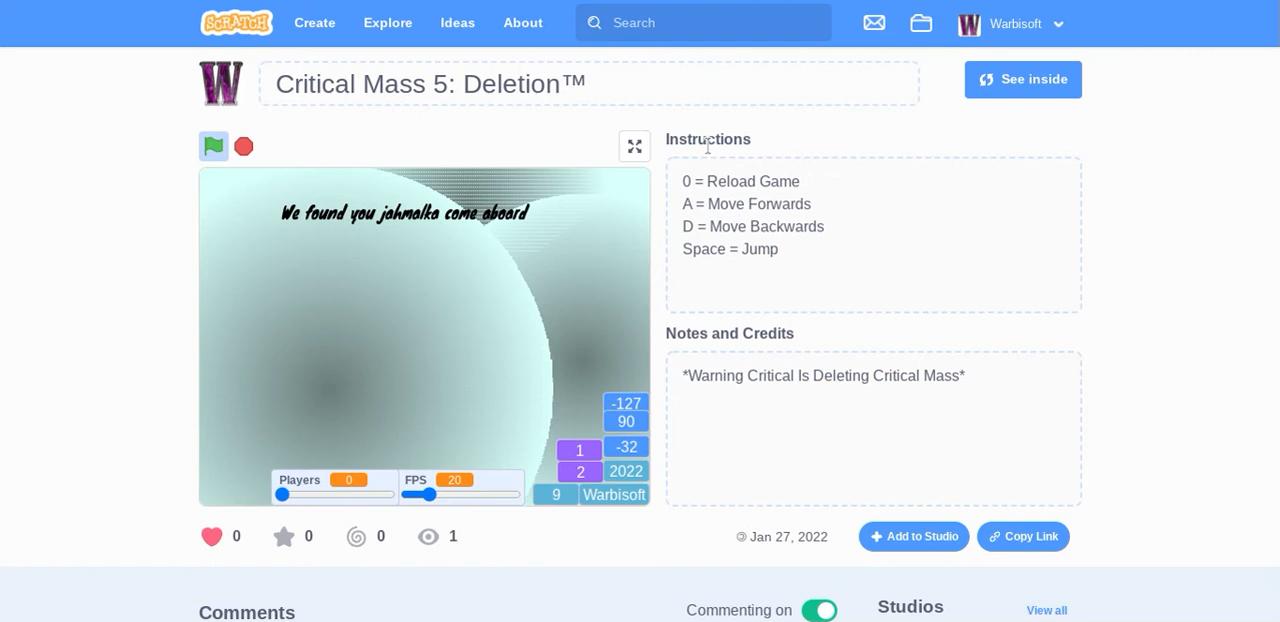 SCRATCH
Create
Explore
Ideas
About
Search
Warbisoft
Critical Mass 5: Deletion™
See inside
We found you jahmalka come aboard
-127
90
1
-32
2
2022
9
Warbisoft
Players 0
FPS 20
Instructions
0 = Reload Game
A = Move Forwards
D = Move Backwards
Space = Jump
Notes and Credits
*Warning Critical Is Deleting Critical Mass*
0
0
0
1
Jan 27, 2022
Add to Studio
Copy Link
Comments
Commenting on
Studios
View all